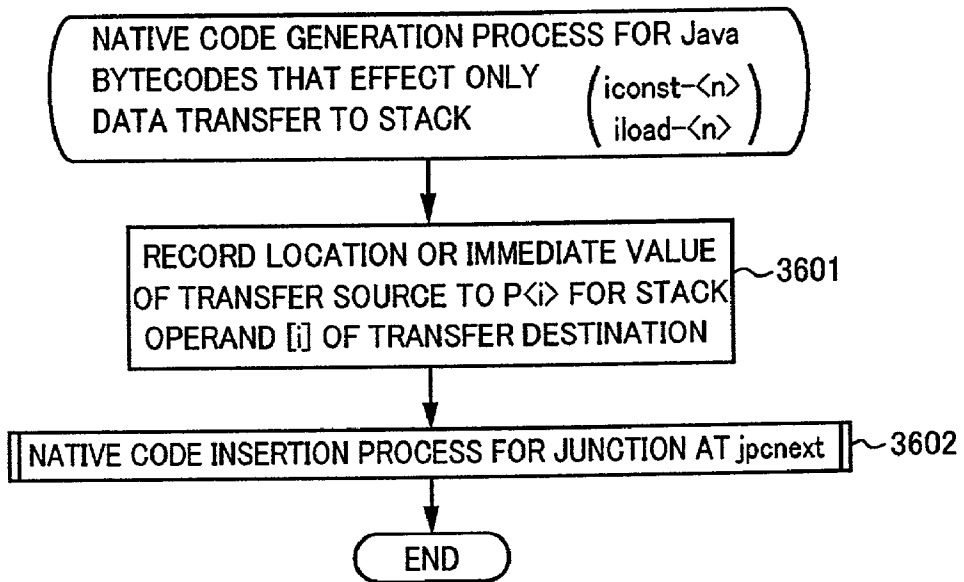 NATIVE CODE GENERATION PROCESS FOR Java
BYTECODES THAT EFFECT ONLY
DATA TRANSFER TO STACK
(iconst-<n>
iload-<n>)
RECORD LOCATION OR IMMEDIATE VALUE
OF TRANSFER SOURCE TO P<i> FOR STACK
OPERAND [i] OF TRANSFER DESTINATION
3601
NATIVE CODE INSERTION PROCESS FOR JUNCTION AT jpcnext
3602
END